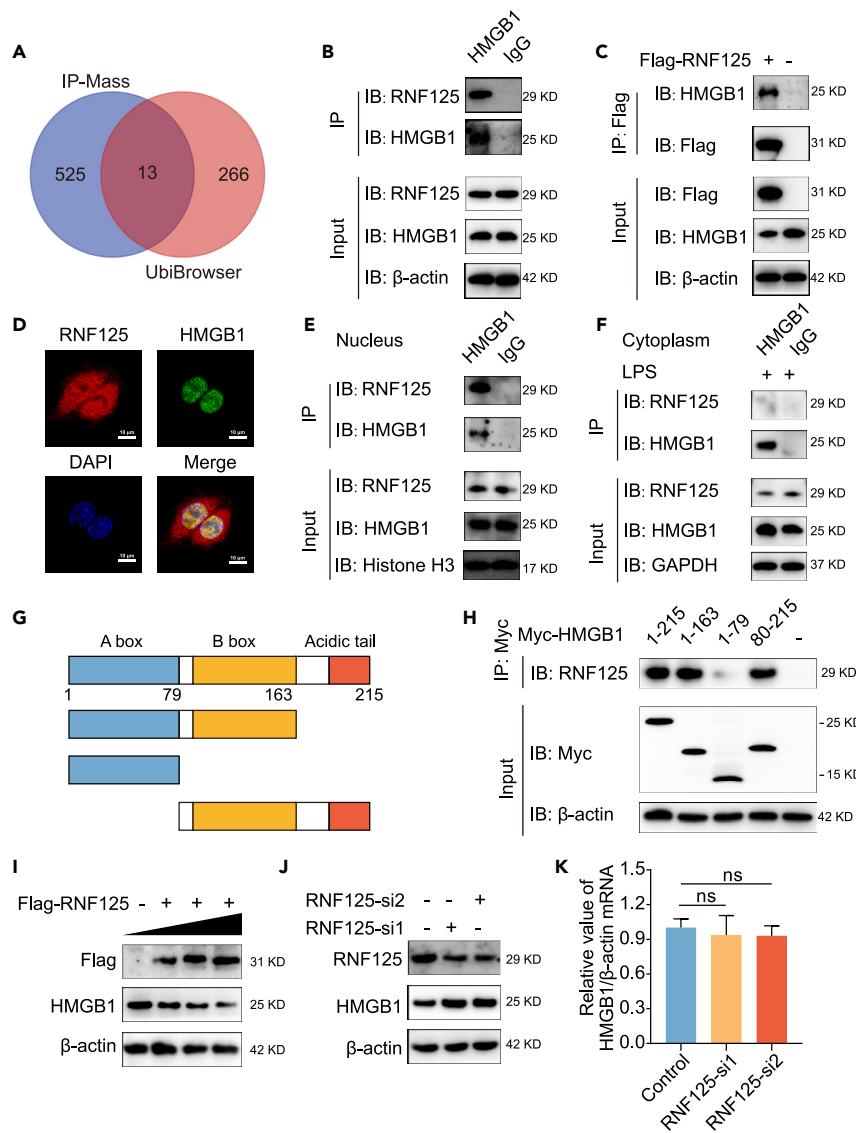 A
IP-Mass
525
13
266
UbiBrowser
B
HMGB1
IgG
IP
IB: RNF125
29 KD
IB: HMGB1
25 KD
Input
IB: RNF125
29 KD
IB: HMGB1
25 KD
IB: β-actin
42 KD
C
Flag-RNF125
+ -
IP: Flag
IB: HMGB1
25 KD
IB: Flag
31 KD
Input
IB: Flag
31 KD
IB: HMGB1
25 KD
IB: β-actin
42 KD
D
RNF125
HMGB1
10 μm
10 μm
DAPI
Merge
10 μm
10 μm
E
Nucleus
HMGB1
IgG
IP
IB: RNF125
29 KD
IB: HMGB1
25 KD
Input
IB: RNF125
29 KD
IB: HMGB1
25 KD
IB: Histone H3
17 KD
F
Cytoplasm
HMGB1
IgG
LPS
+ +
IP
IB: RNF125
29 KD
IB: HMGB1
25 KD
Input
IB: RNF125
29 KD
IB: HMGB1
25 KD
IB: GAPDH
37 KD
G
A box
B box
Acidic tail
1
79
163
215
H
Myc-HMGB1
1-215
1-163
1-79
80-215
-
IP: Myc
IB: RNF125
29 KD
Input
IB: Myc
- 25 KD
- 15 KD
IB: β-actin
42 KD
I
Flag-RNF125
- + + +
Flag
31 KD
HMGB1
25 KD
β-actin
42 KD
J
RNF125-si2
- - +
RNF125-si1
- + -
RNF125
29 KD
HMGB1
25 KD
β-actin
42 KD
K
Relative value of
HMGB1/β-actin mRNA
1.5
1.2
0.9
0.6
0.3
0.0
ns
ns
Control
RNF125-si1
RNF125-si2